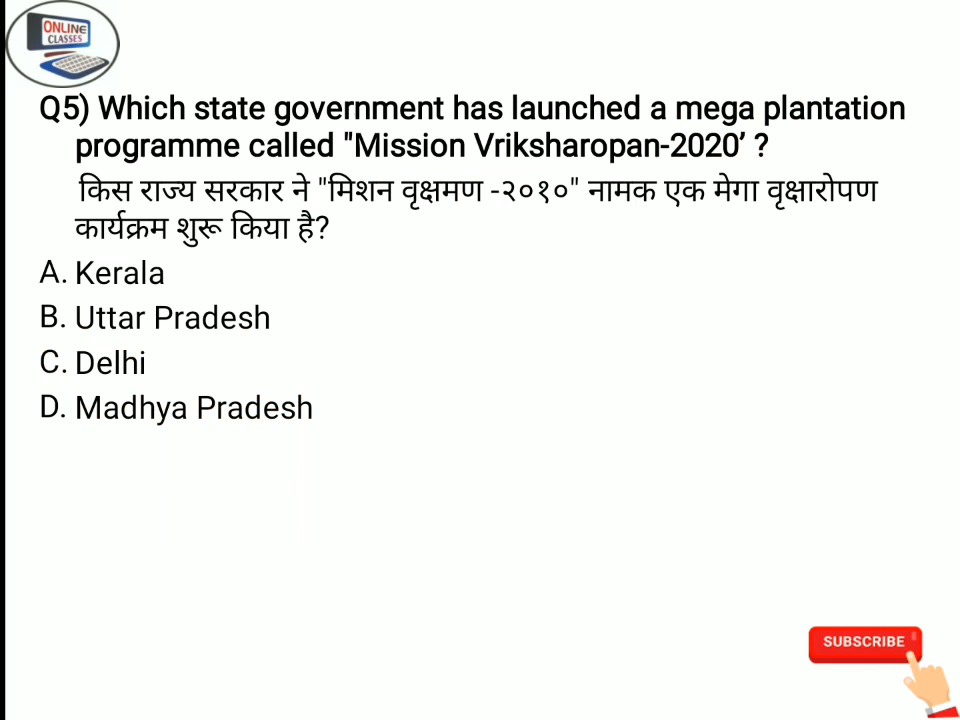 ONLINE
CLASSES
Q5) Which state government has launched a mega plantation
programme called "Mission Vriksharopan-2020’ ?
किस राज्य सरकार ने "मिशन वृक्षमण -२०१०" नामक एक मेगा वृक्षारोपण
कार्यक्रम शुरू किया है?
A. Kerala
B. Uttar Pradesh
C. Delhi
D. Madhya Pradesh
SUBSCRIBE